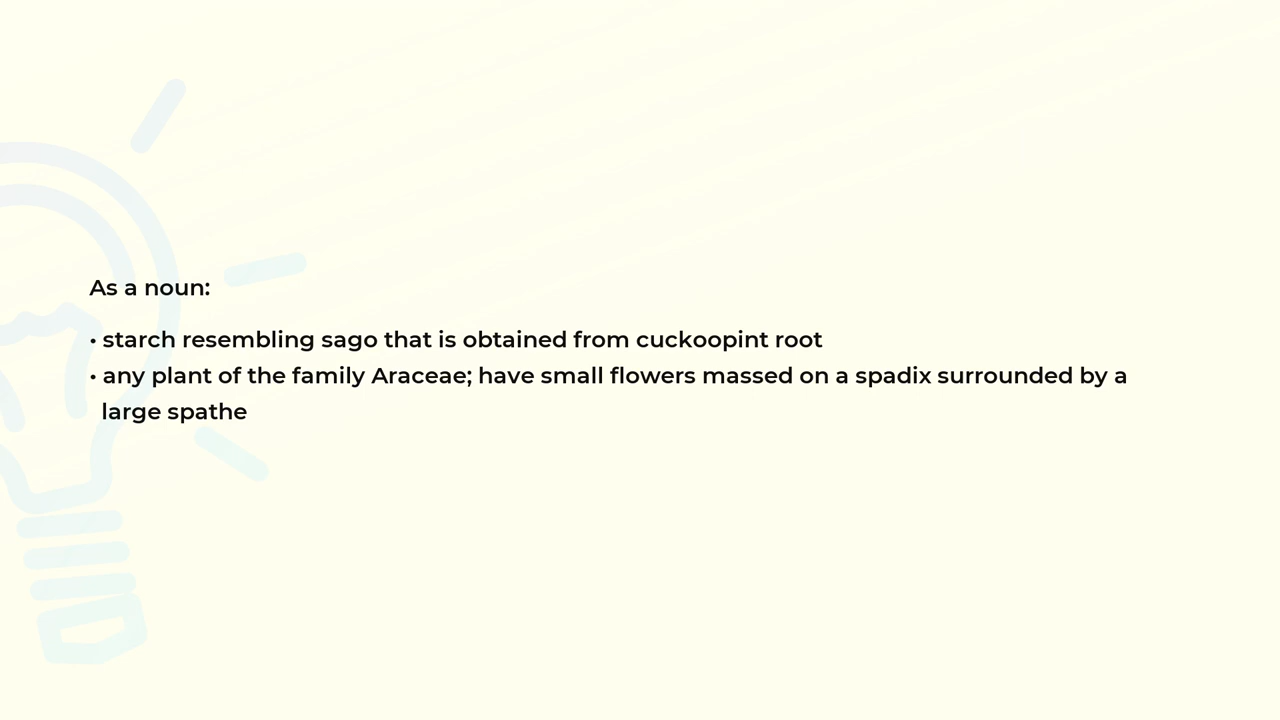 As a noun:
• starch resembling sago that is obtained from cuckoopint root
• any plant of the family Araceae; have small flowers massed on a spadix surrounded by a
large spathe